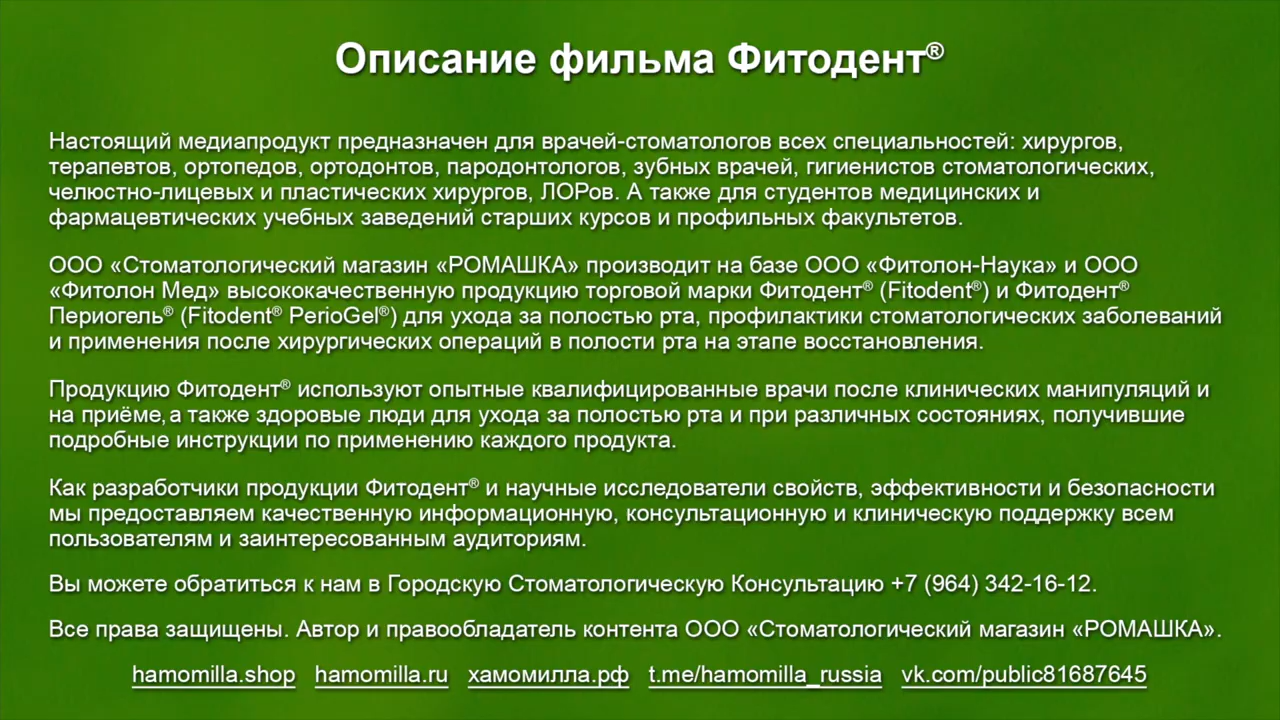 Описание фильма Фитодент®
Настоящий медиапродукт предназначен для врачей-стоматологов всех специальностей: хирургов,
терапевтов, ортопедов, ортодонтов, пародонтологов, зубных врачей, гигиенистов стоматологических,
челюстно-лицевых и пластических хирургов, ЛОРов. А также для студентов медицинских и
фармацевтических учебных заведений старших курсов и профильных факультетов.
ООО «Стоматологический магазин «РОМАШКА» производит на базе ООО «Фитолон-Наука» и ООО
«Фитолон Мед» высококачественную продукцию торговой марки Фитодент® (Fitodent®) и Фитодент®
Периогель® (Fitodent® PerioGel®) для ухода за полостью рта, профилактики стоматологических заболеваний
и применения после хирургических операций в полости рта на этапе восстановления.
Продукцию Фитодент® используют опытные квалифицированные врачи после клинических манипуляций и
на приёме, а также здоровые люди для ухода за полостью рта и при различных состояниях, получившие
подробные инструкции по применению каждого продукта.
Как разработчики продукции Фитодент® и научные исследователи свойств, эффективности и безопасности
мы предоставляем качественную информационную, консультационную и клиническую поддержку всем
пользователям и заинтересованным аудиториям.
Вы можете обратиться к нам в Городскую Стоматологическую Консультацию +7 (964) 342-16-12.
Все права защищены. Автор и правообладатель контента ООО «Стоматологический магазин «РОМАШКА».
hamomilla.shop hamomilla.ru хамомилла.рф t.me/hamomilla_russia vk.com/public81687645